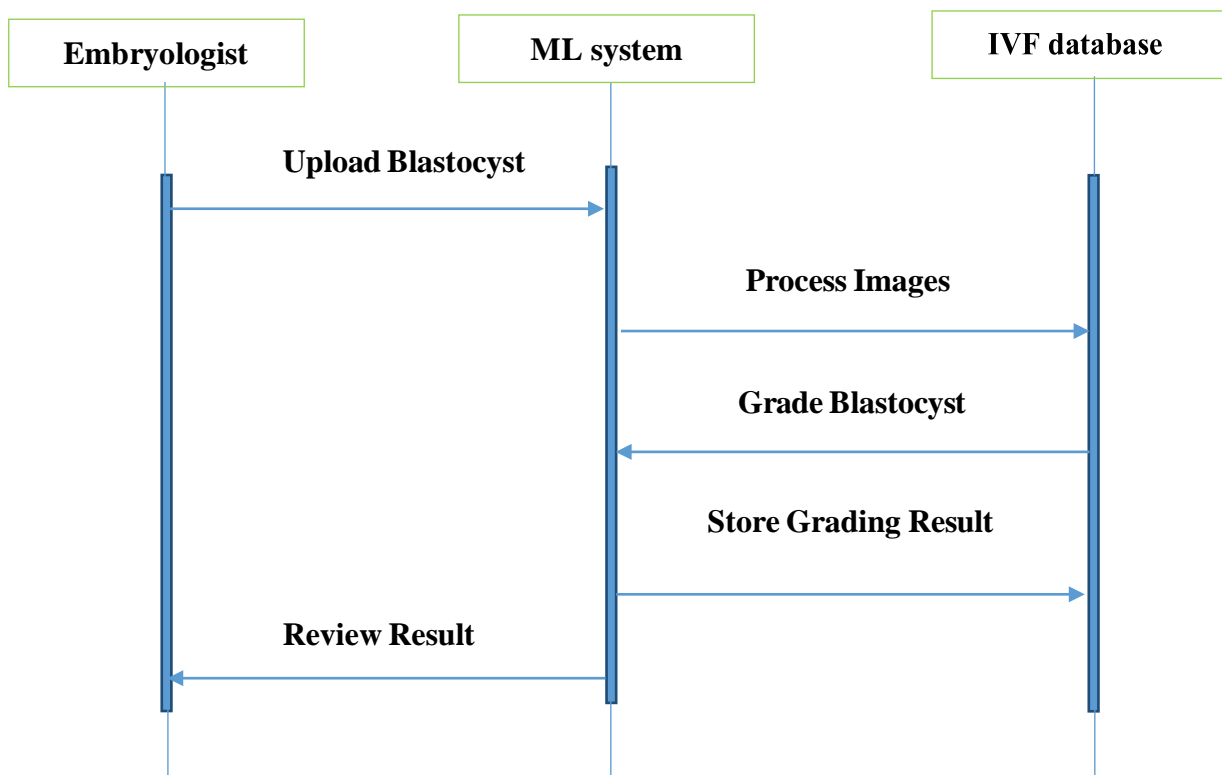 Embryologist
ML system
IVF database
Upload Blastocyst
Process Images
Grade Blastocyst
Store Grading Result
Review Result